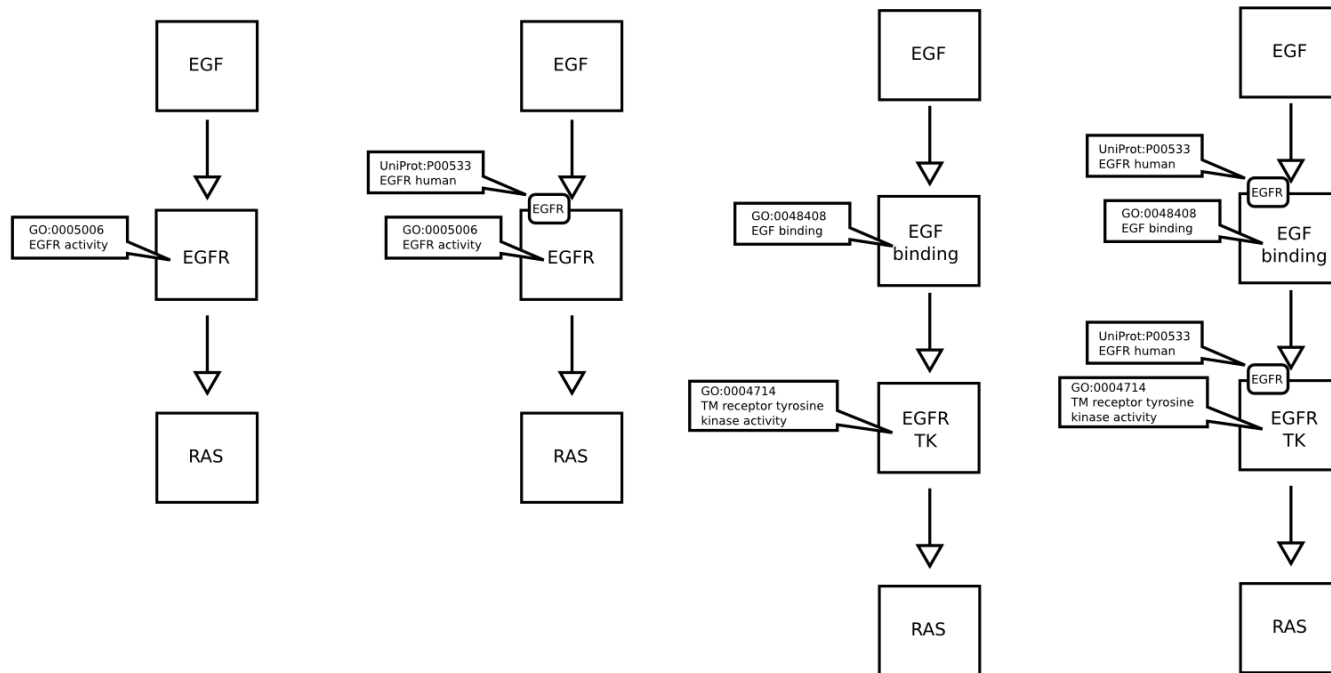 EGF
GO:0005006
EGFR activity
EGFR
RAS
EGF
UniProt:P00533
EGFR human
EGFR
GO:0005006
EGFR activity
EGFR
RAS
EGF
GO:0048408
EGF binding
EGF
binding
GO:0004714
TM receptor tyrosine
kinase activity
EGFR
TK
RAS
EGF
UniProt:P00533
EGFR human
EGFR
GO:0048408
EGF binding
EGF
binding
UniProt:P00533
EGFR human
EGFR
GO:0004714
TM receptor tyrosine
kinase activity
EGFR
TK
RAS